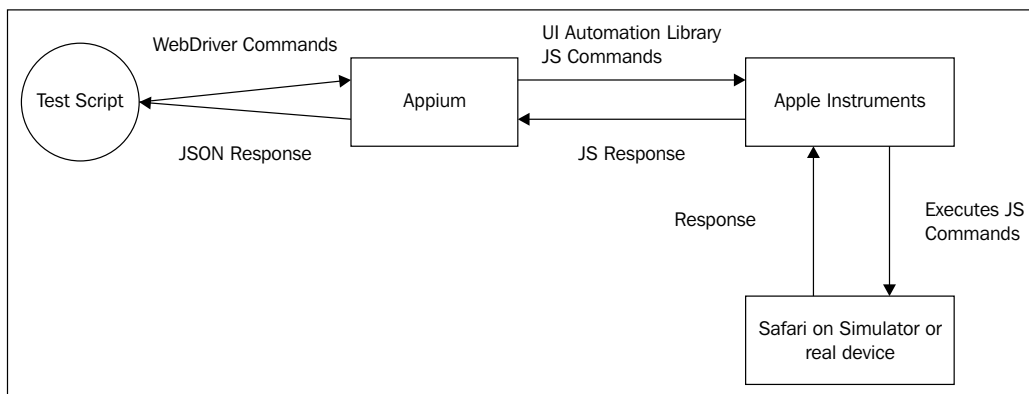 WebDriver Commands
UI Automation Library
JS Commands
Test Script
Appium
Apple Instruments
JSON Response
JS Response
Response
Executes JS
Commands
Safari on Simulator or
real device